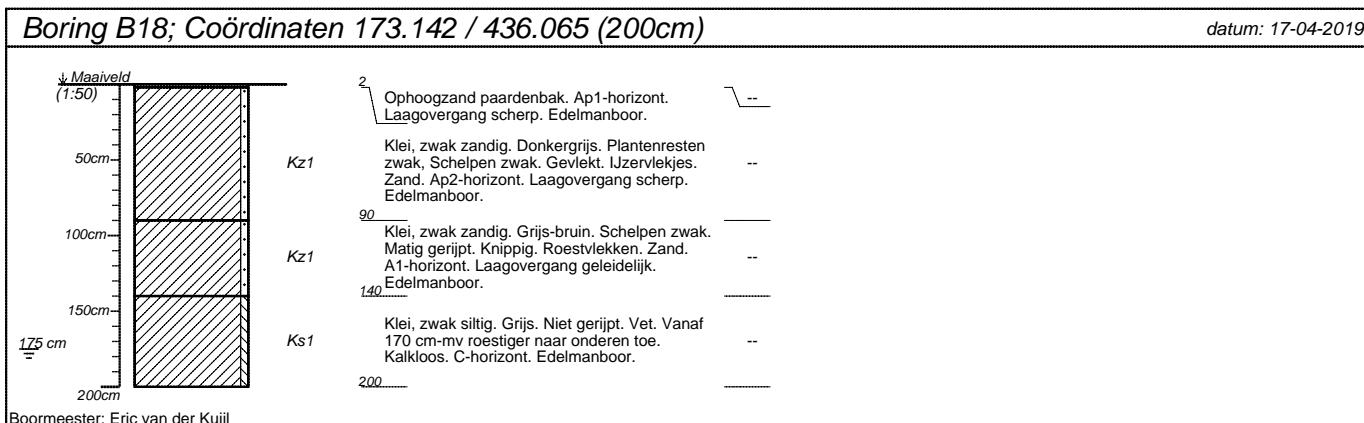 Boring B18; Coördinaten 173.142 / 436.065 (200cm)
datum: 17-04-2019
Maaiveld
(1:50)
2
Ophoogzand paardenbak. Ap1-horizont.
Laagovergang scherp. Edelmanboor.
--
50cm
Kz1
Klei, zwak zandig. Donkergrijs. Plantenresten
zwak, Schelpen zwak. Gevlekt. IJzervlekjes.
Zand. Ap2-horizont. Laagovergang scherp.
Edelmanboor.
--
90
100cm
Kz1
Klei, zwak zandig. Grijs-bruin. Schelpen zwak.
Matig gerijpt. Knippig. Roestvlekken. Zand.
A1-horizont. Laagovergang geleidelijk.
Edelmanboor.
--
140
150cm
175 cm
Ks1
Klei, zwak siltig. Grijs. Niet gerijpt. Vet. Vanaf
170 cm-mv roestiger naar onderen toe.
Kalkloos. C-horizont. Edelmanboor.
--
200
200cm
Boormeester: Eric van der Kuijl